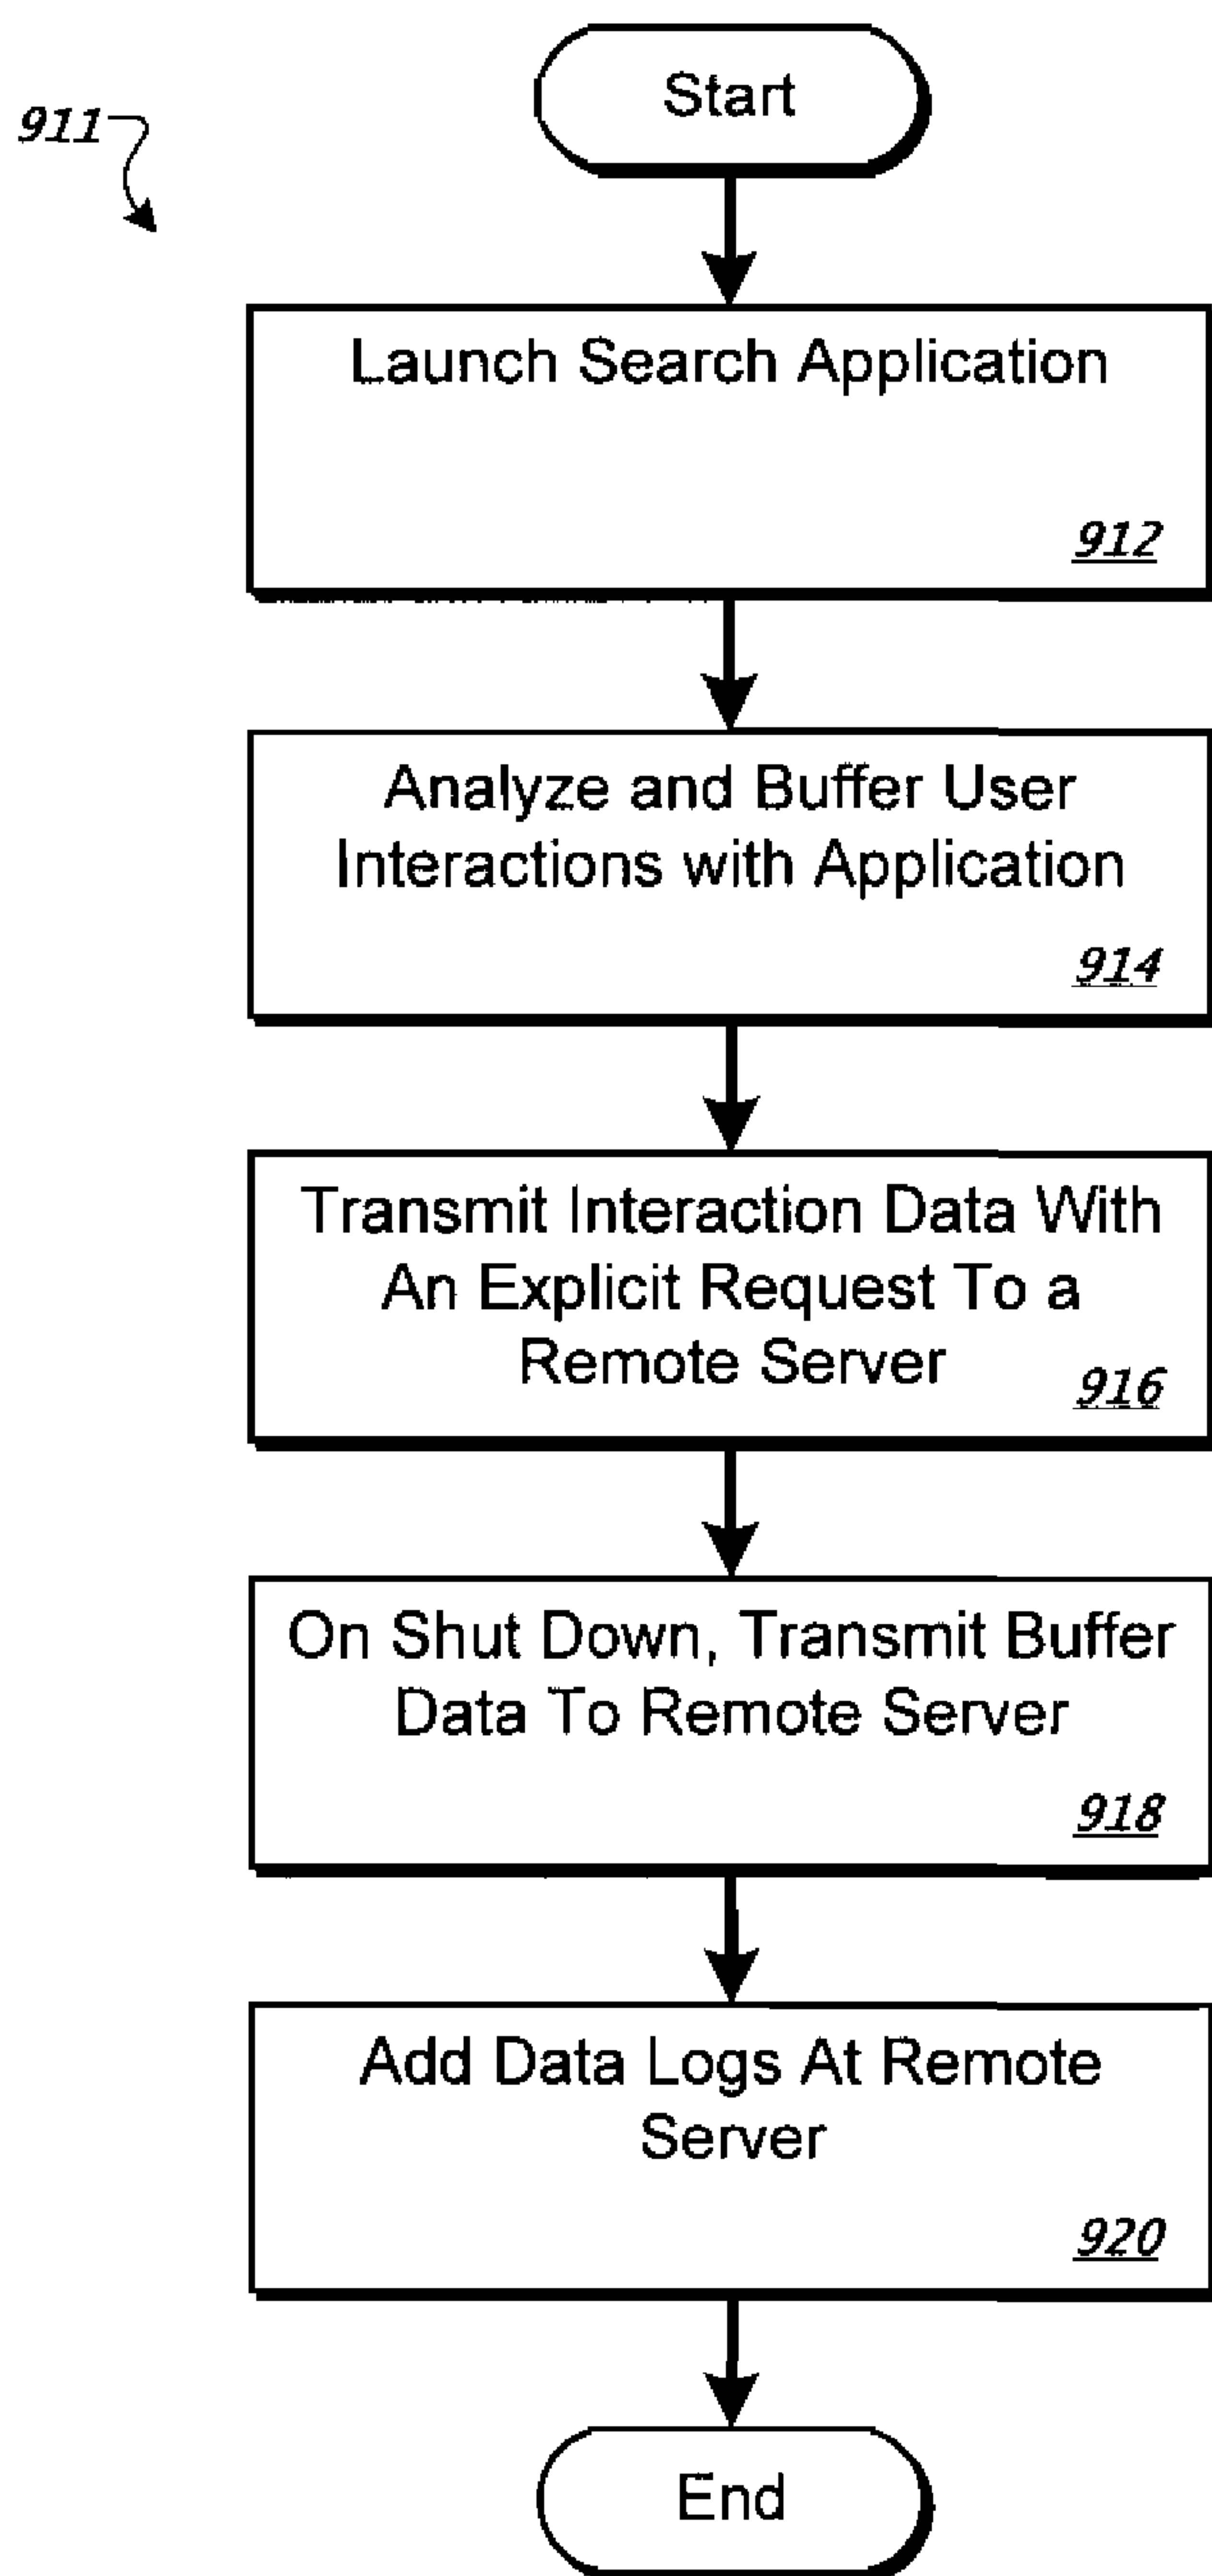 Start
911
Launch Search Application
912
Analyze and Buffer User
Interactions with Application
914
Transmit Interaction Data With
An Explicit Request To a
Remote Server
916
On Shut Down, Transmit Buffer
Data To Remote Server
918
Add Data Logs At Remote
Server
920
End